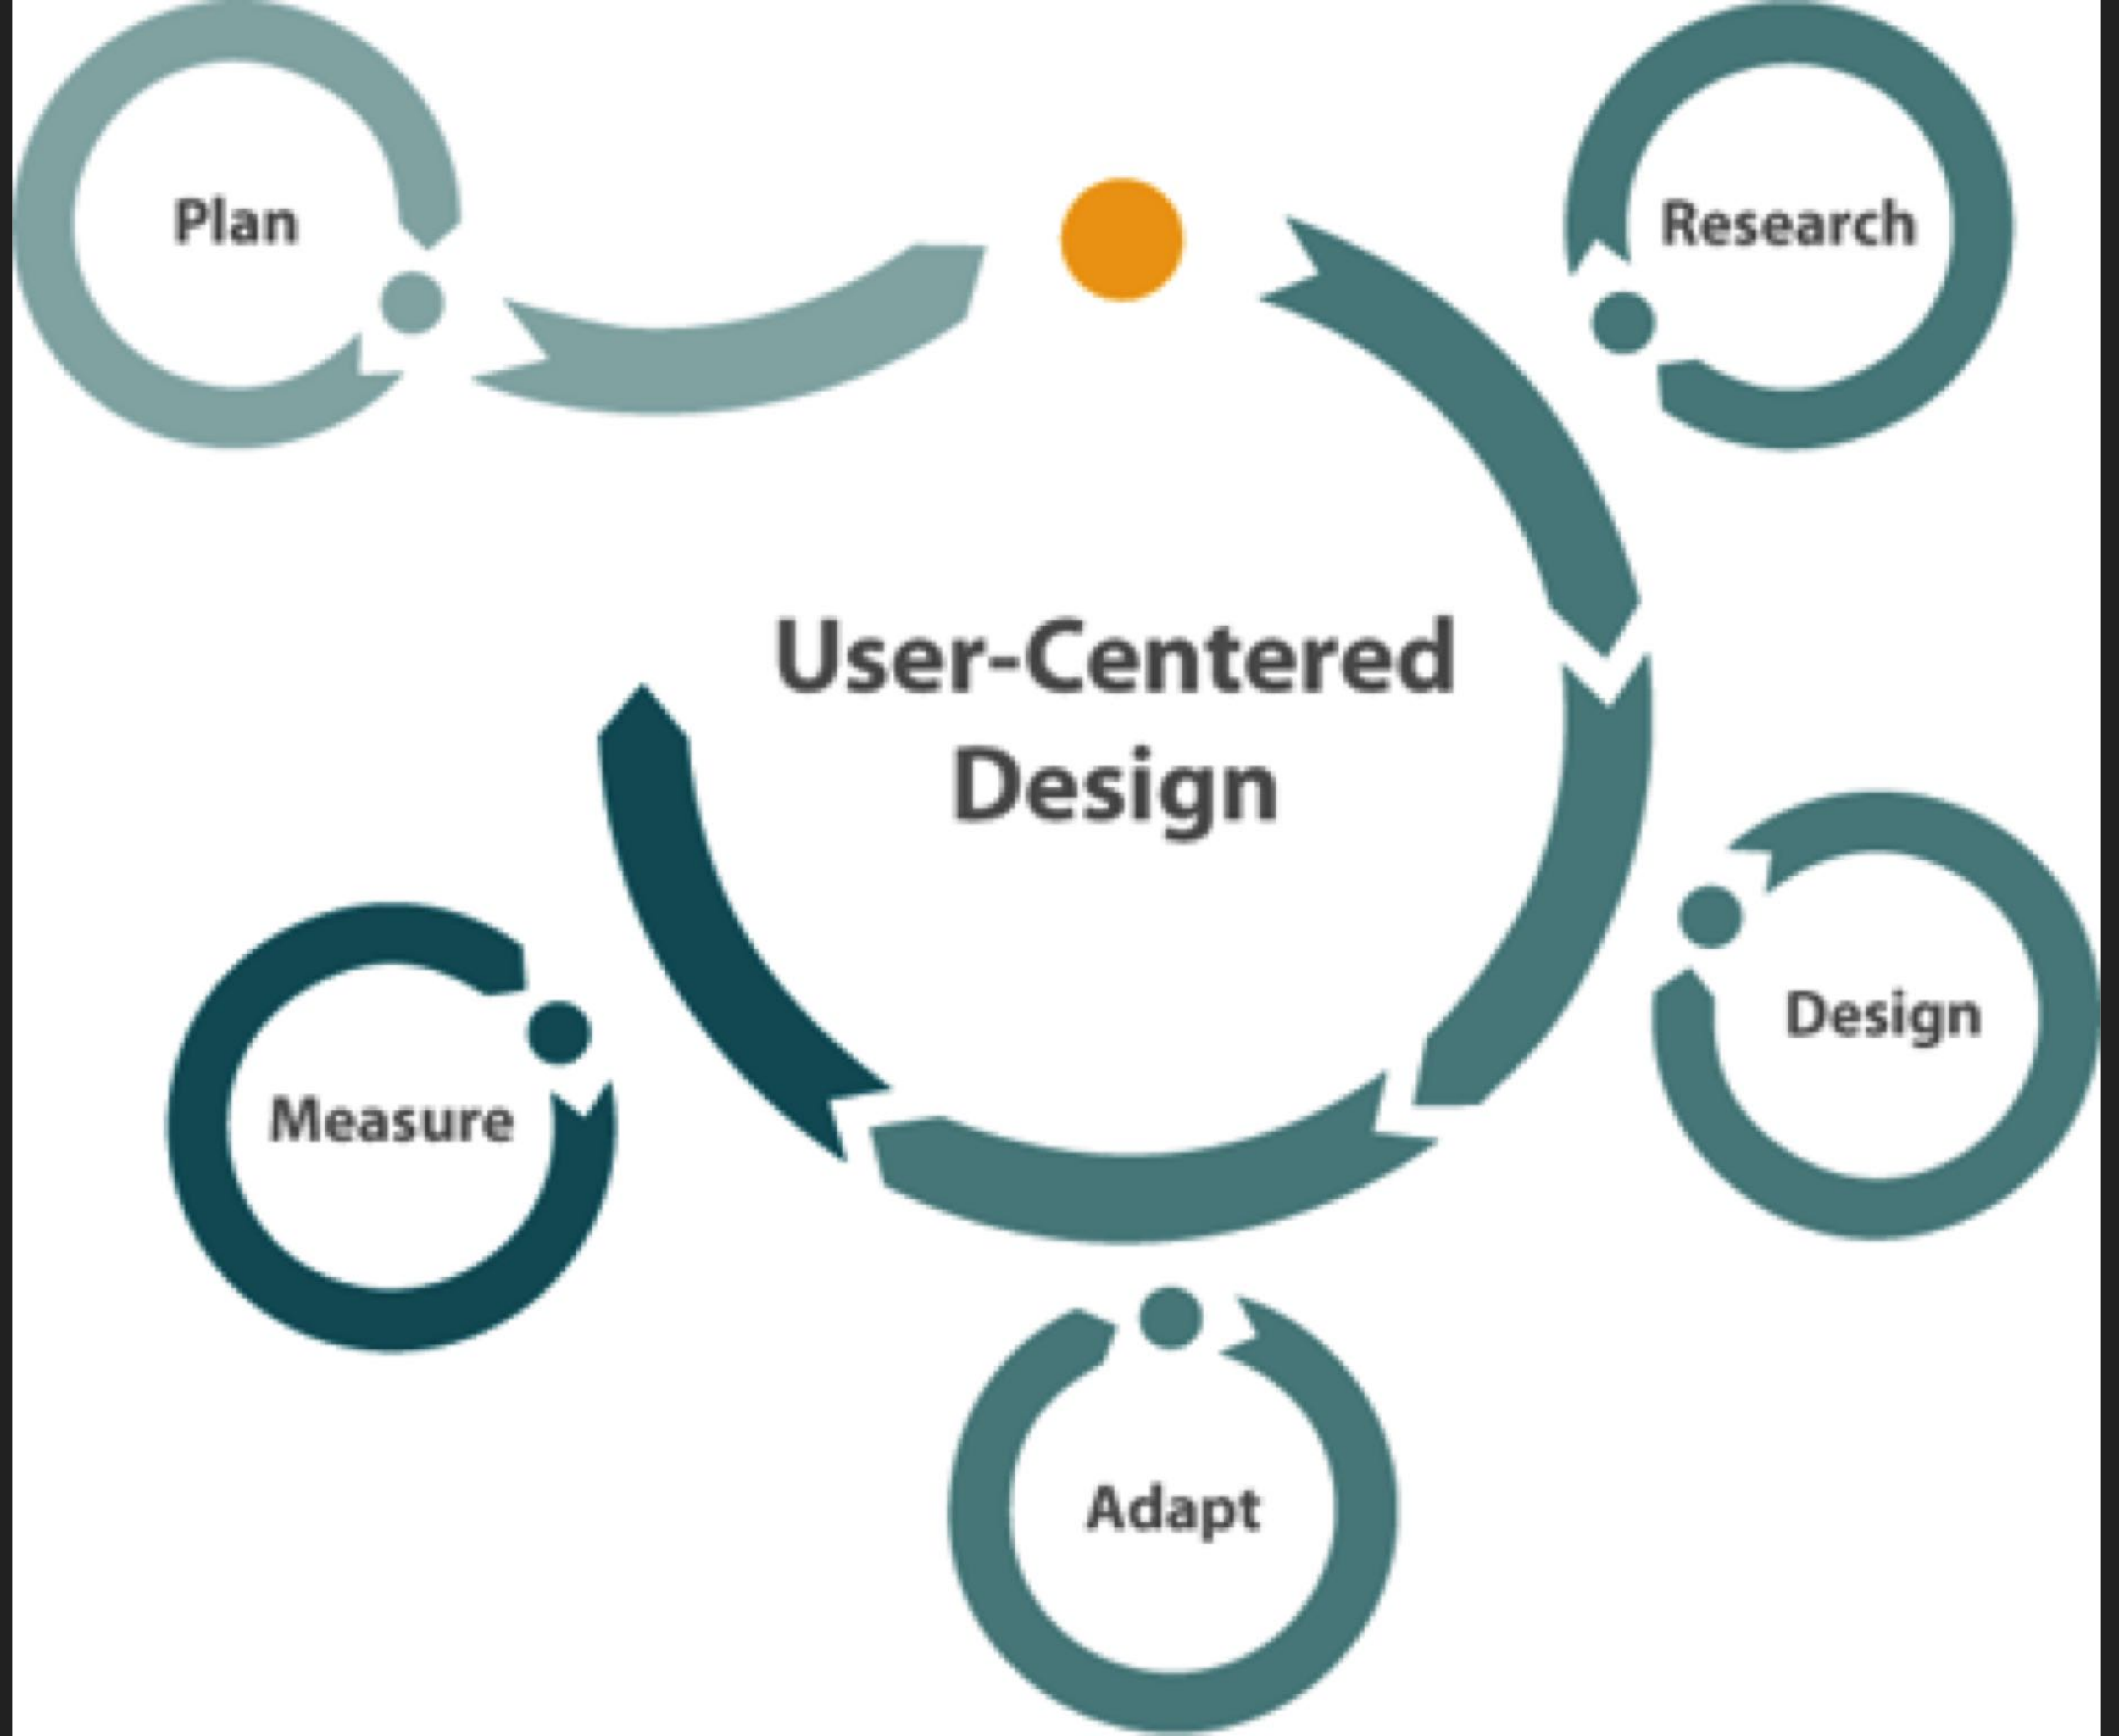 Plan
Research
User-Centered
Design
Design
Measure
Adapt